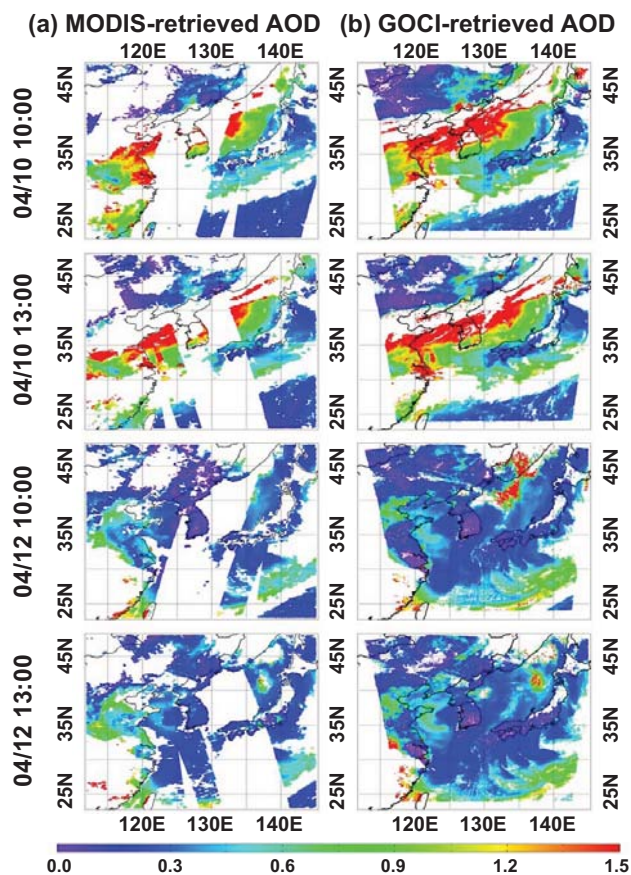 (a) MODIS-retrieved AOD (b) GOCI-retrieved AOD
120E 130E 140E 120E 130E 140E
04/10 10:00
45N 35N 25N
45N 35N 25N
04/10 13:00
45N 35N 25N
45N 35N 25N
04/12 10:00
45N 35N 25N
45N 35N 25N
04/12 13:00
45N 35N 25N
45N 35N 25N
120E 130E 140E 120E 130E 140E
0.0 0.3 0.6 0.9 1.2 1.5